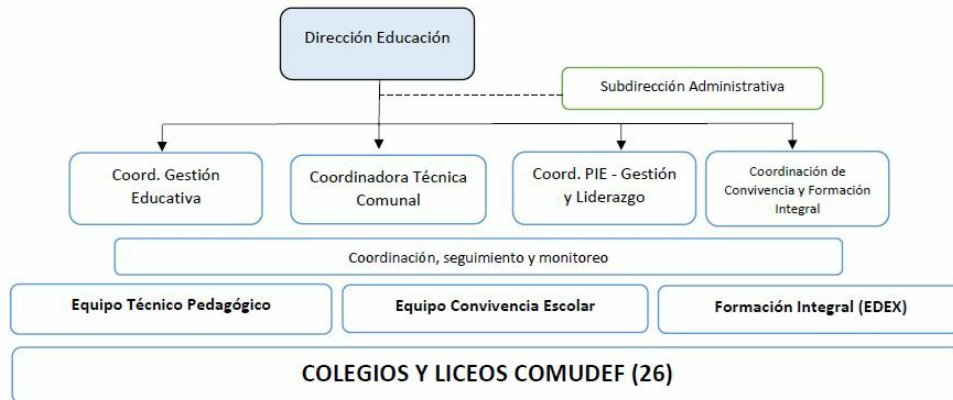 Dirección Educación
Subdirección Administrativa
Coord. Gestión
Educativa
Coordinadora Técnica
Comunal
Coord. PIE - Gestión
y Liderazgo
Coordinación de
Convivencia y Formación
Integral
Coordinación, seguimiento y monitoreo
Equipo Técnico Pedagógico
Equipo Convivencia Escolar
Formación Integral (EDEX)
COLEGIOS Y LICEOS COMUDEF (26)